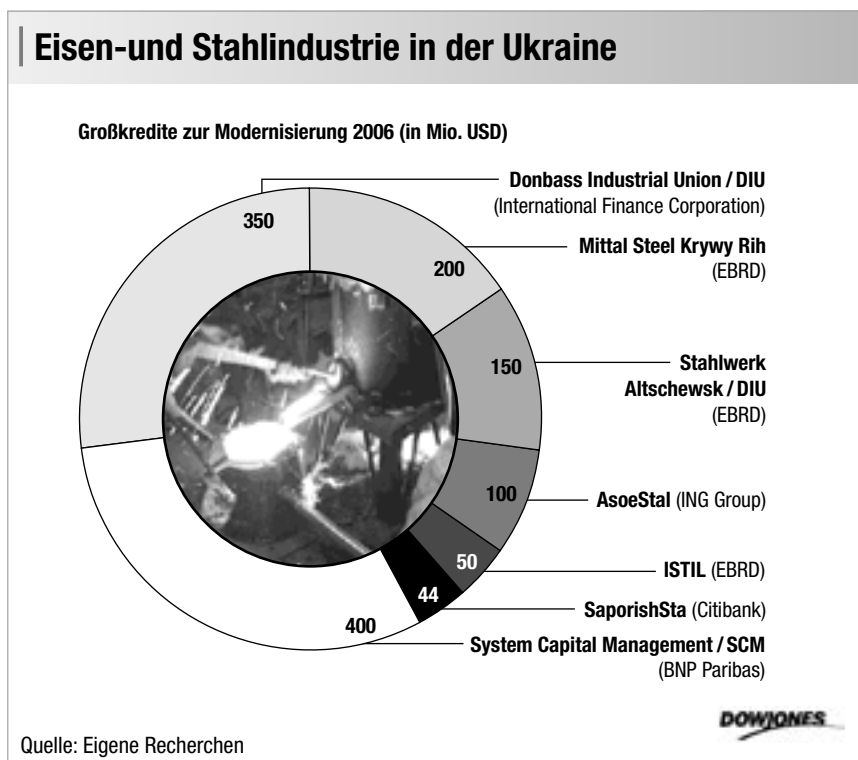 Eisen-und Stahlindustrie in der Ukraine
Großkredite zur Modernisierung 2006 (in Mio. USD)
Donbass Industrial Union / DIU
(International Finance Corporation)
350
Mittal Steel Krywy Rih
(EBRD)
200
Stahlwerk
Altschewsk / DIU
(EBRD)
150
AsoeStal (ING Group)
100
ISTIL (EBRD)
50
SaporishSta (Citibank)
44
System Capital Management / SCM
(BNP Paribas)
400
DOWJONES
Quelle: Eigene Recherchen